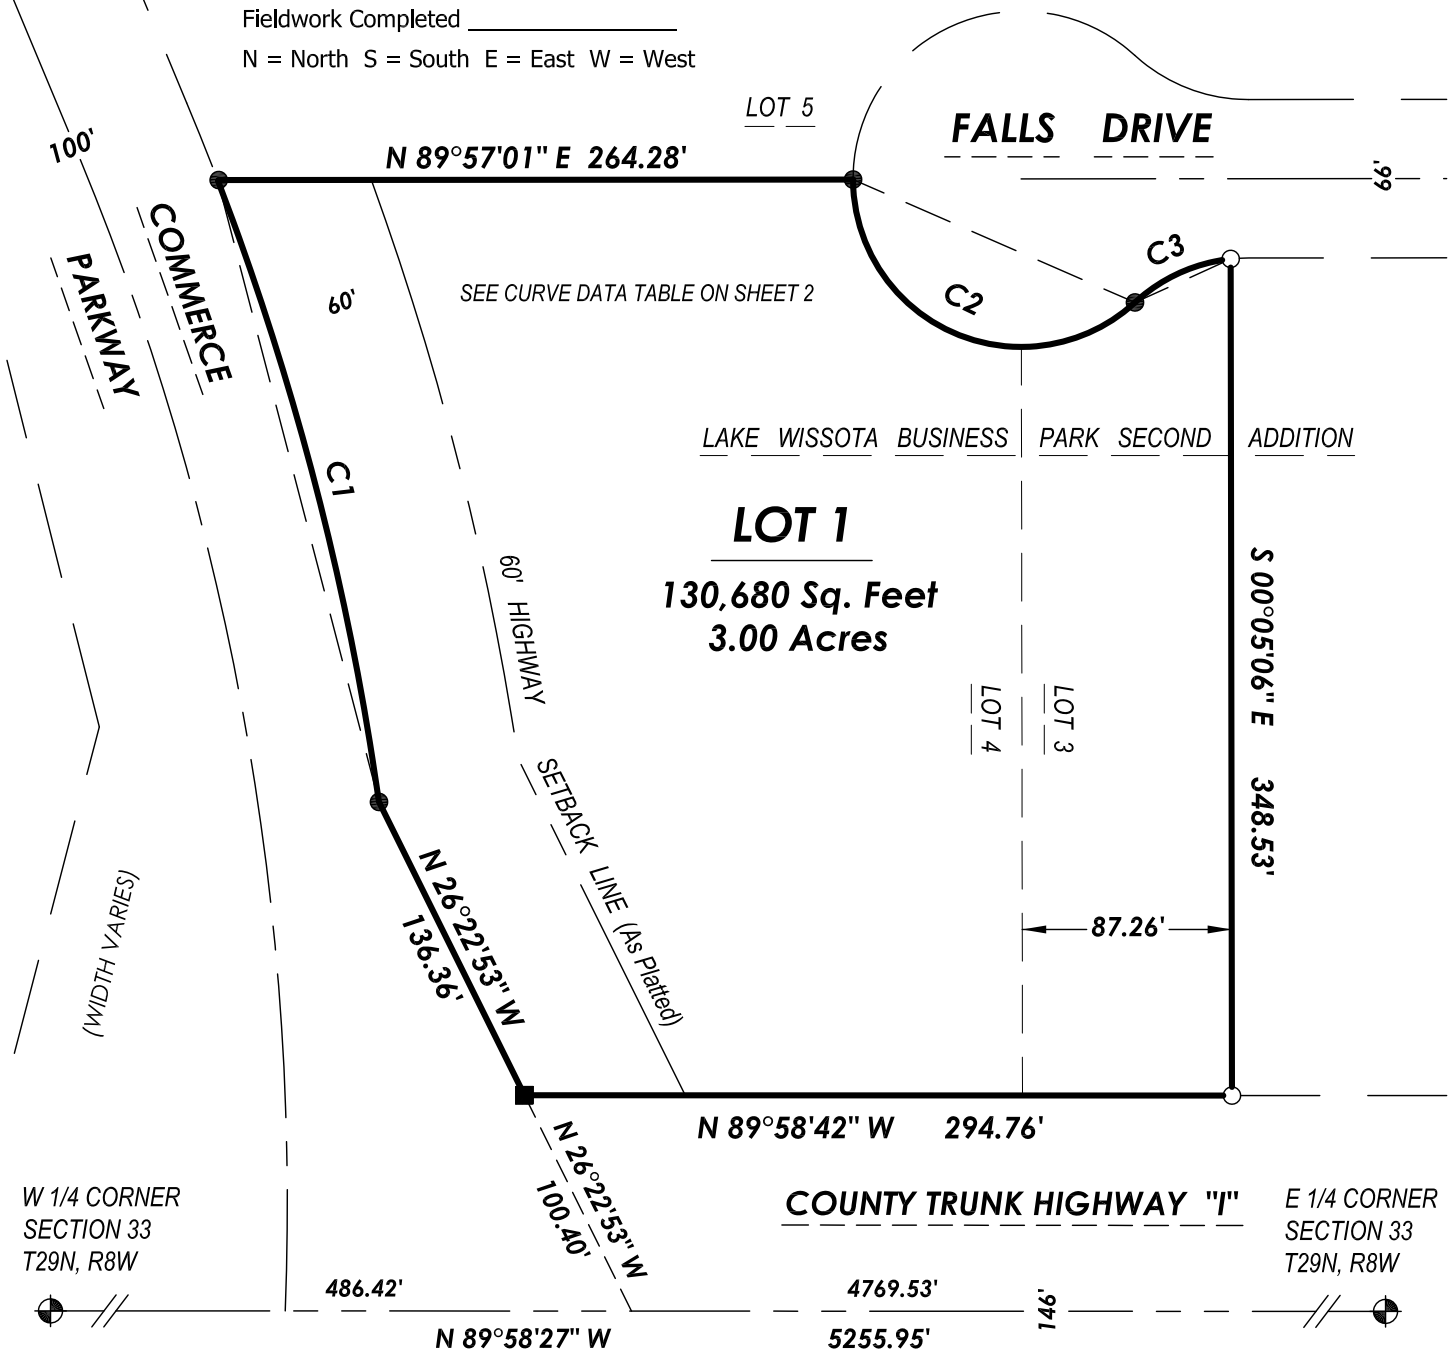 Fieldwork Completed
N = North S = South E = East W = West
LOT 5
FALLS DRIVE
100'
N 89°57'01" E 264.28'
66'
COMMERCE
PARKWAY
C3
60'
SEE CURVE DATA TABLE ON SHEET 2
C2
LAKE WISSOTA BUSINESS PARK SECOND ADDITION
C1
LOT 1
130,680 Sq. Feet
3.00 Acres
60' HIGHWAY SETBACK LINE (As Platted)
S 00°05'06" E 348.53'
LOT 4
LOT 3
N 26°22'53" W
136.36'
(WIDTH VARIES)
87.26'
N 89°58'42" W 294.76'
N 26°22'53" W
100.40'
COUNTY TRUNK HIGHWAY "I"
W 1/4 CORNER
SECTION 33
T29N, R8W
E 1/4 CORNER
SECTION 33
T29N, R8W
486.42'
4769.53'
146'
N 89°58'27" W 5255.95'